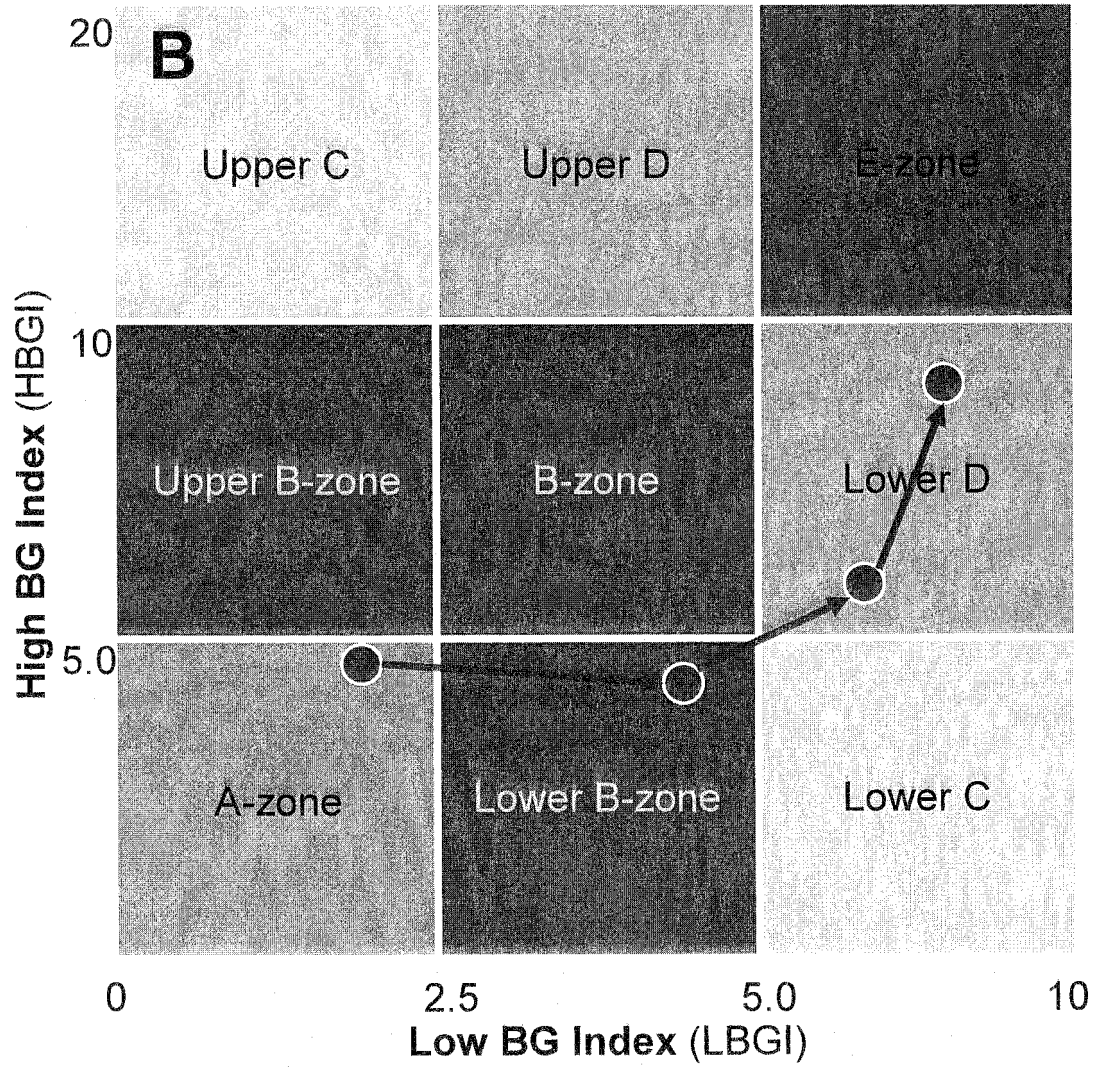 20
B
Upper C
Upper D
E-zone
High BG Index (HBGI)
10
Upper B-zone
B-zone
Lower D
5.0
A-zone
Lower B-zone
Lower C
0
2.5
5.0
10
Low BG Index (LBGI)